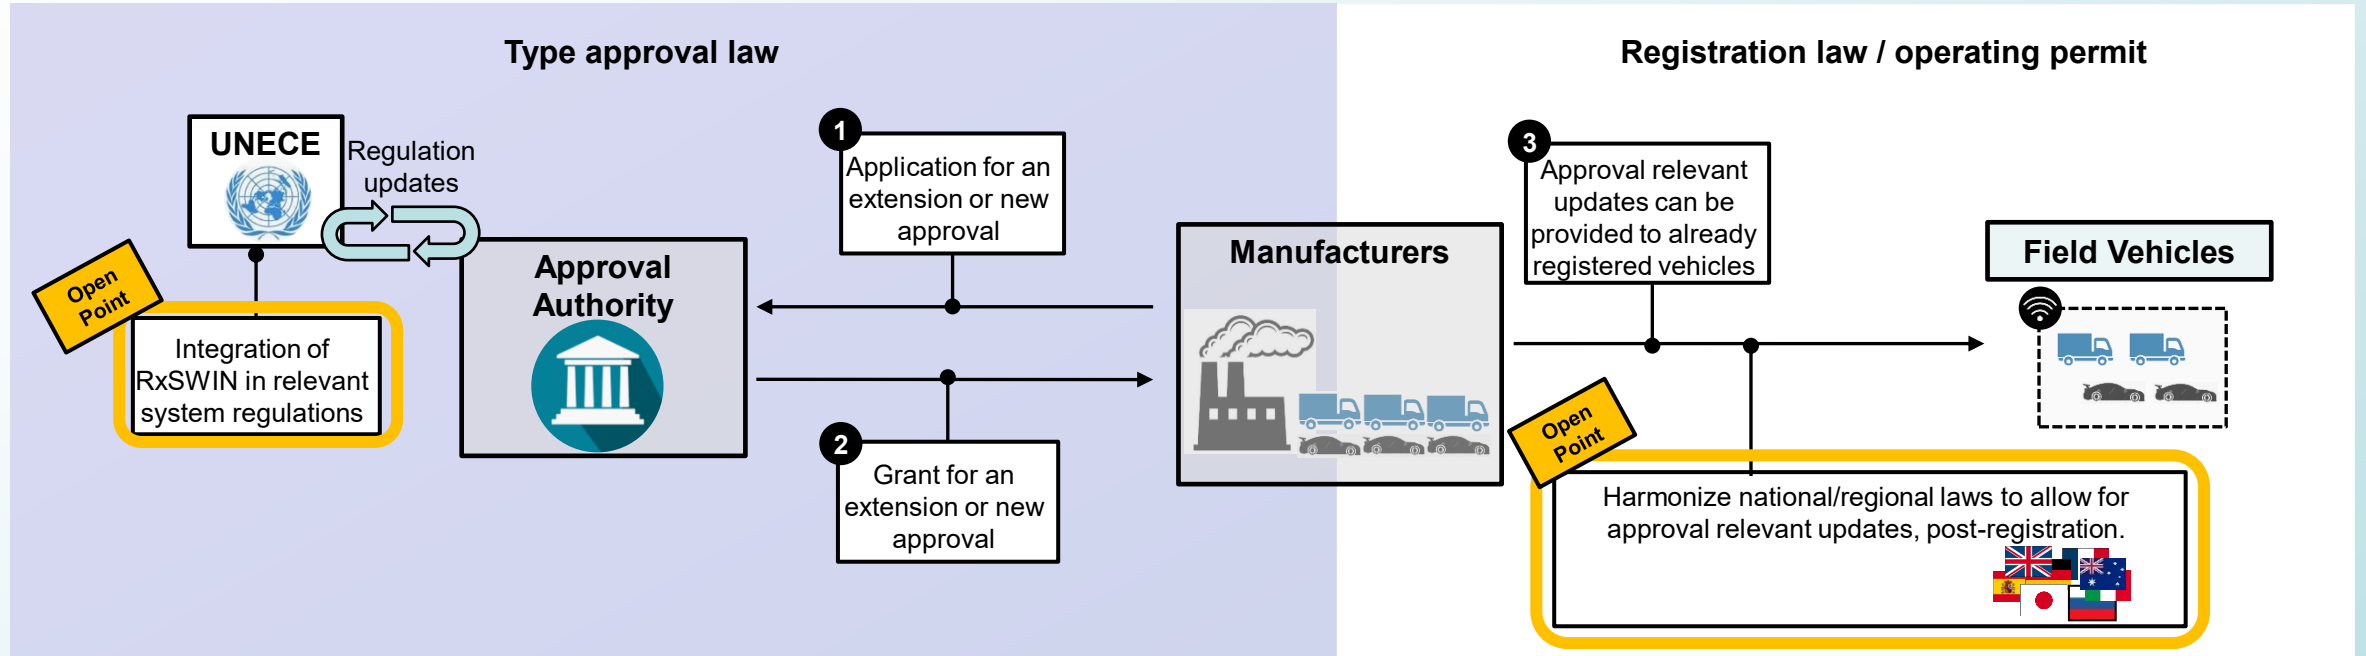 Type approval law
Registration law / operating permit
UNECE
Regulation
updates
1
Application for an
extension or new
approval
3
Approval relevant
updates can be
provided to already
registered vehicles
Approval
Authority
Manufacturers
Field Vehicles
Open
Point
Integration of
RxSWIN in relevant
system regulations
2
Grant for an
extension or new
approval
Open
Point
Harmonize national/regional laws to allow for
approval relevant updates, post-registration.